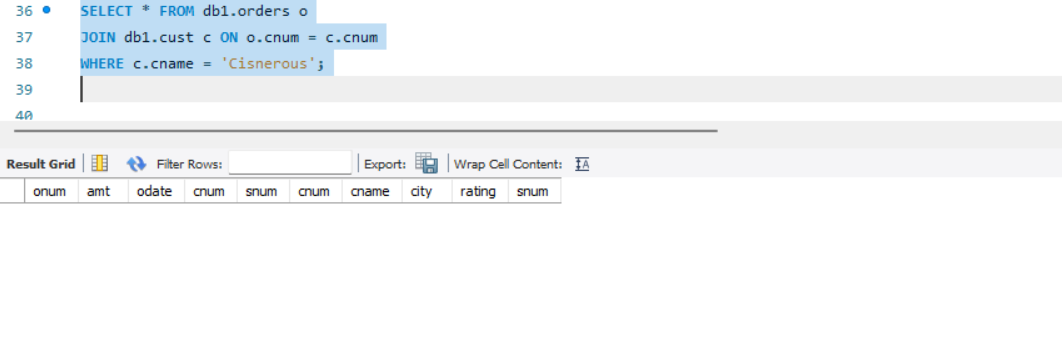 36 SELECT * FROM db1.orders o
37 JOIN db1.cust c ON o.cnum = c.cnum
38 WHERE c.cname = 'Cisnerous';
39
40
Result Grid Filter Rows: Export: Wrap Cell Content: IA
onum amt odate cnum snum cnum cname city rating snum